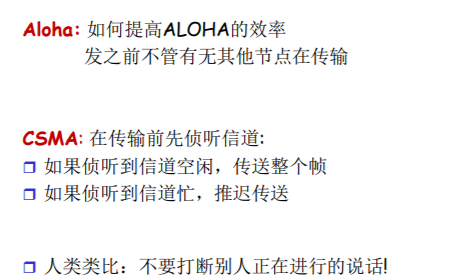 Aloha: 如何提高ALOHA的效率
发之前不管有无其他节点在传输
CSMA: 在传输前先侦听信道:
如果侦听到信道空闲，传送整个帧
如果侦听到信道忙，推迟传送
人类类比：不要打断别人正在进行的说话!